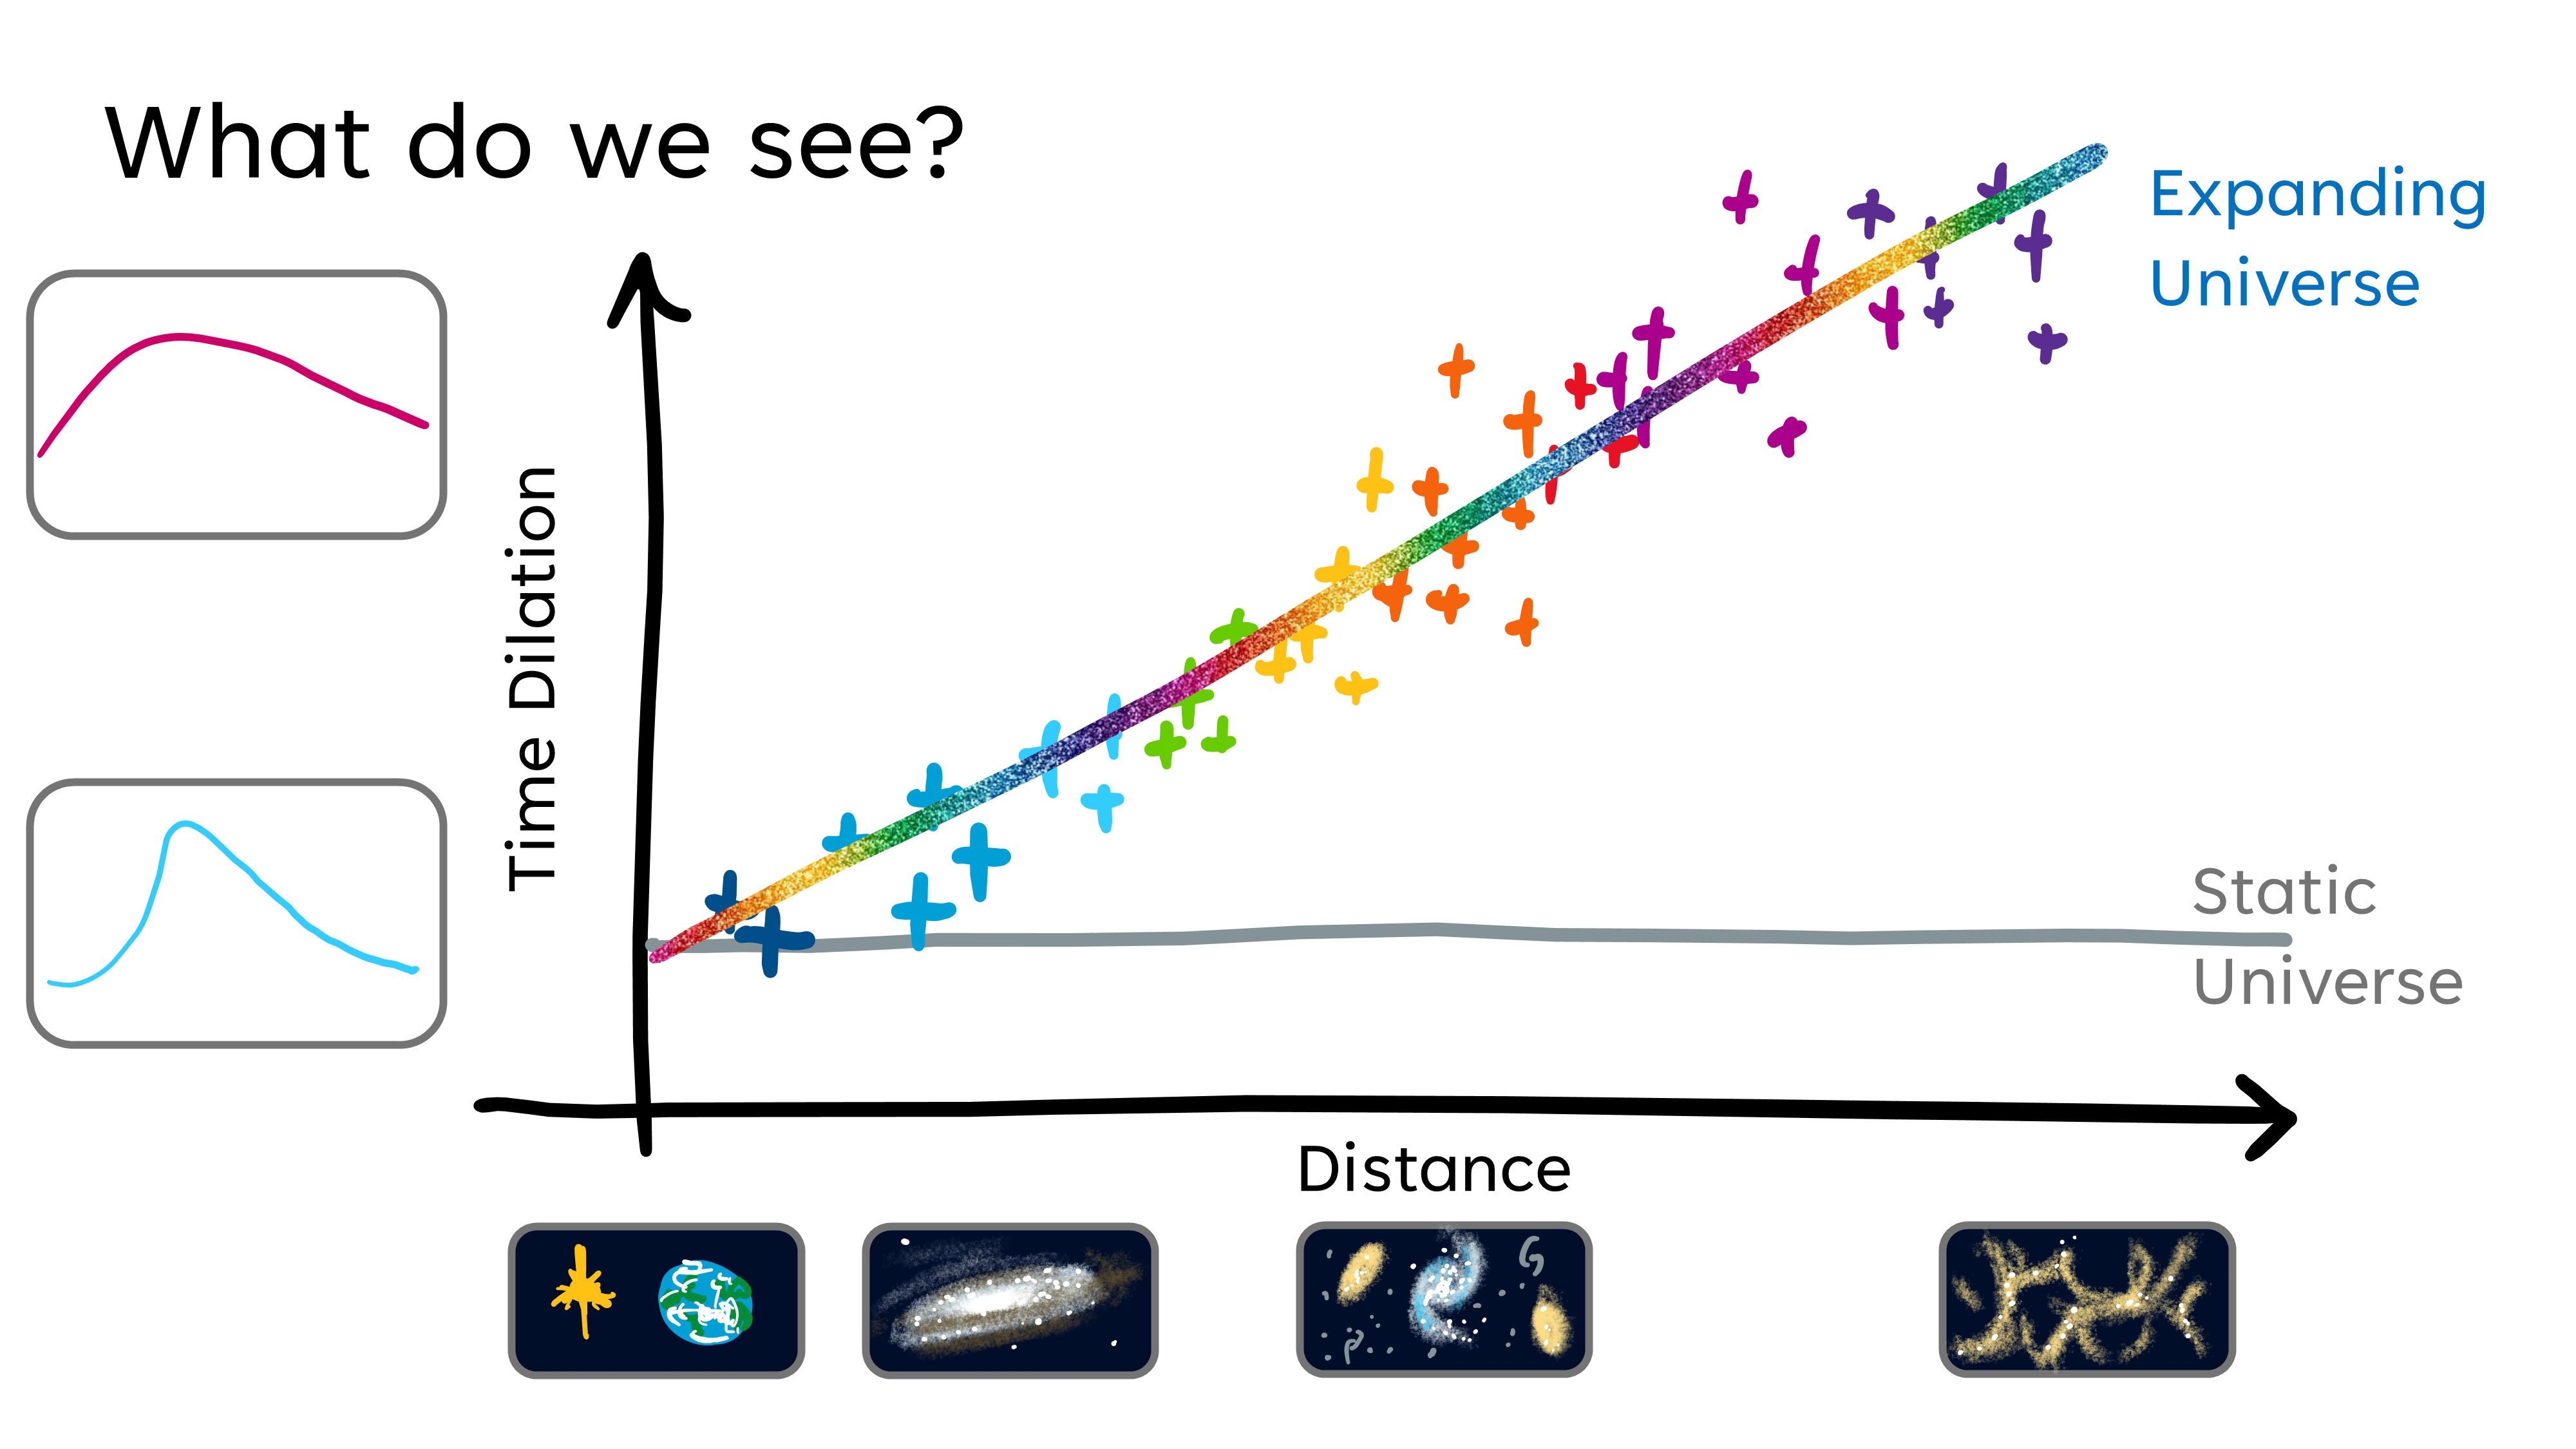 What do we see?
Expanding
Universe
Time Dilation
Static
Universe
Distance